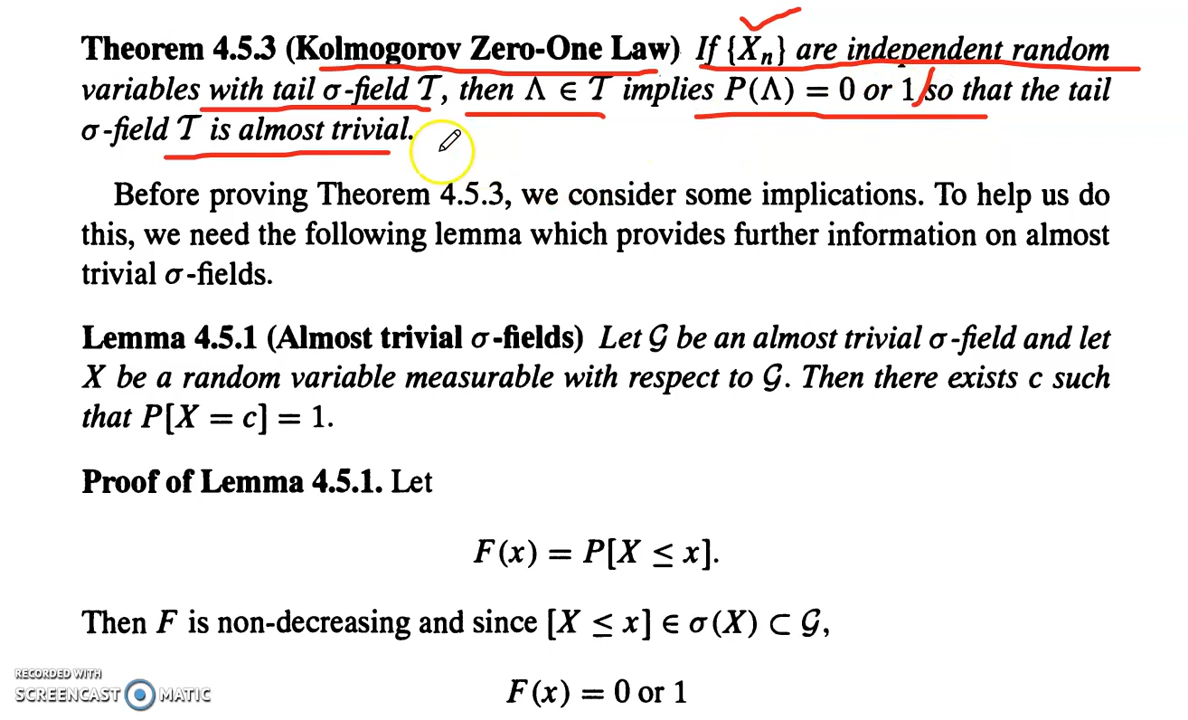 Theorem 4.5.3 (Kolmogorov Zero-One Law) If {Xₙ} are independent random
variables with tail σ-field 𝒯, then Λ ∈ 𝒯 implies P(Λ) = 0 or 1 so that the tail
σ-field 𝒯 is almost trivial.
Before proving Theorem 4.5.3, we consider some implications. To help us do
this, we need the following lemma which provides further information on almost
trivial σ-fields.
Lemma 4.5.1 (Almost trivial σ-fields) Let 𝒢 be an almost trivial σ-field and let
X be a random variable measurable with respect to 𝒢. Then there exists c such
that P[X = c] = 1.
Proof of Lemma 4.5.1. Let
F(x) = P[X ≤ x].
Then F is non-decreasing and since [X ≤ x] ∈ σ(X) ⊂ 𝒢,
F(x) = 0 or 1
RECORDED WITH
SCREENCAST O MATIC